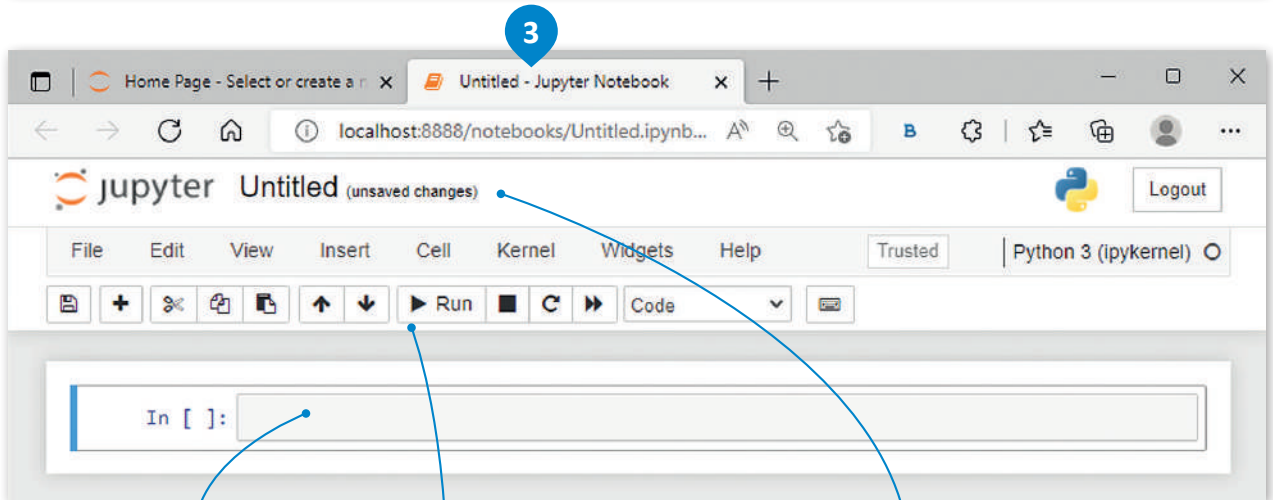 3
Home Page - Select or create a n
Untitled - Jupyter Notebook
localhost:8888/notebooks/Untitled.ipynb...
B
jupyter Untitled (unsaved changes)
Logout
File Edit View Insert Cell Kernel Widgets Help
Trusted
Python 3 (ipykernel)
Run
Code
In [ ]: